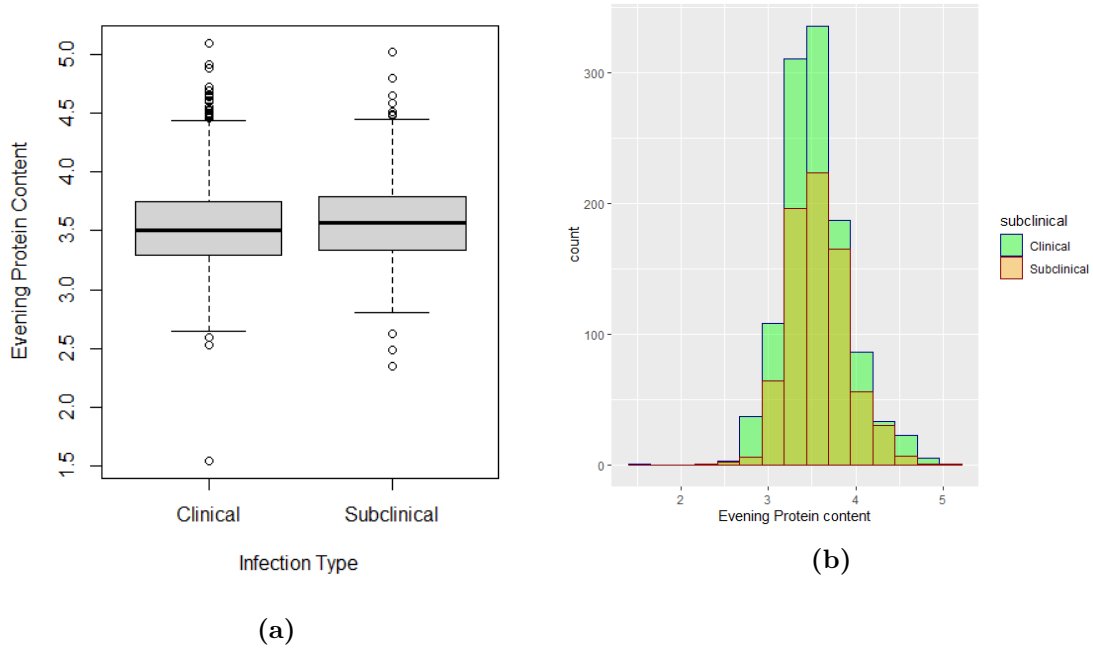 Evening Protein Content
5.0
4.5
4.0
3.5
3.0
2.5
2.0
1.5
Clinical Subclinical
Infection Type
(a)
count
300
200
100
0
2 3 4 5
Evening Protein content
subclinical
Clinical
Subclinical
(b)